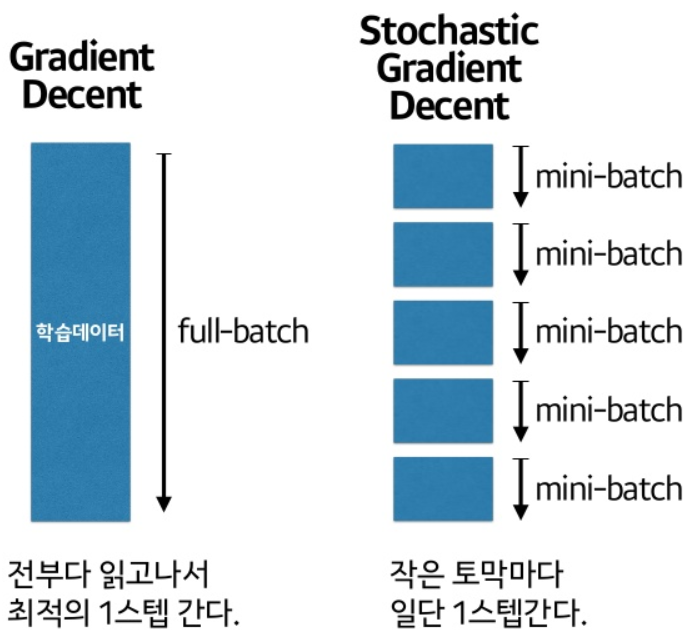 Gradient
Decent
학습데이터
full-batch
전부다 읽고나서
최적의 1스텝 간다.
Stochastic
Gradient
Decent
mini-batch
mini-batch
mini-batch
mini-batch
mini-batch
작은 토막마다
일단 1스텝간다.